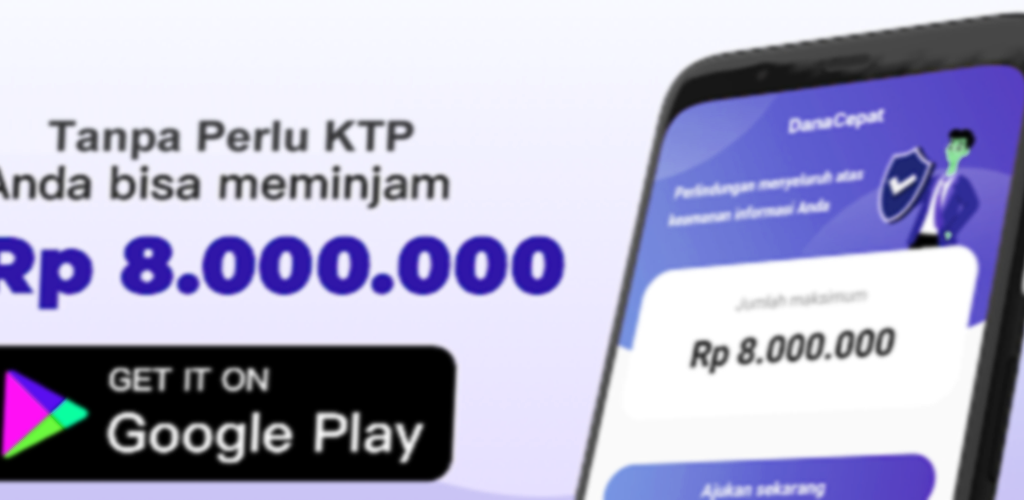 Tanpa Perlu KTP
Anda bisa meminjam
Rp 8.000.000
GET IT ON
Google Play
DanaCepat
Perlindungan menyeluruh atas
keamanan informasi Anda
Jumlah maksimum
Rp 8.000.000
Ajukan sekarang